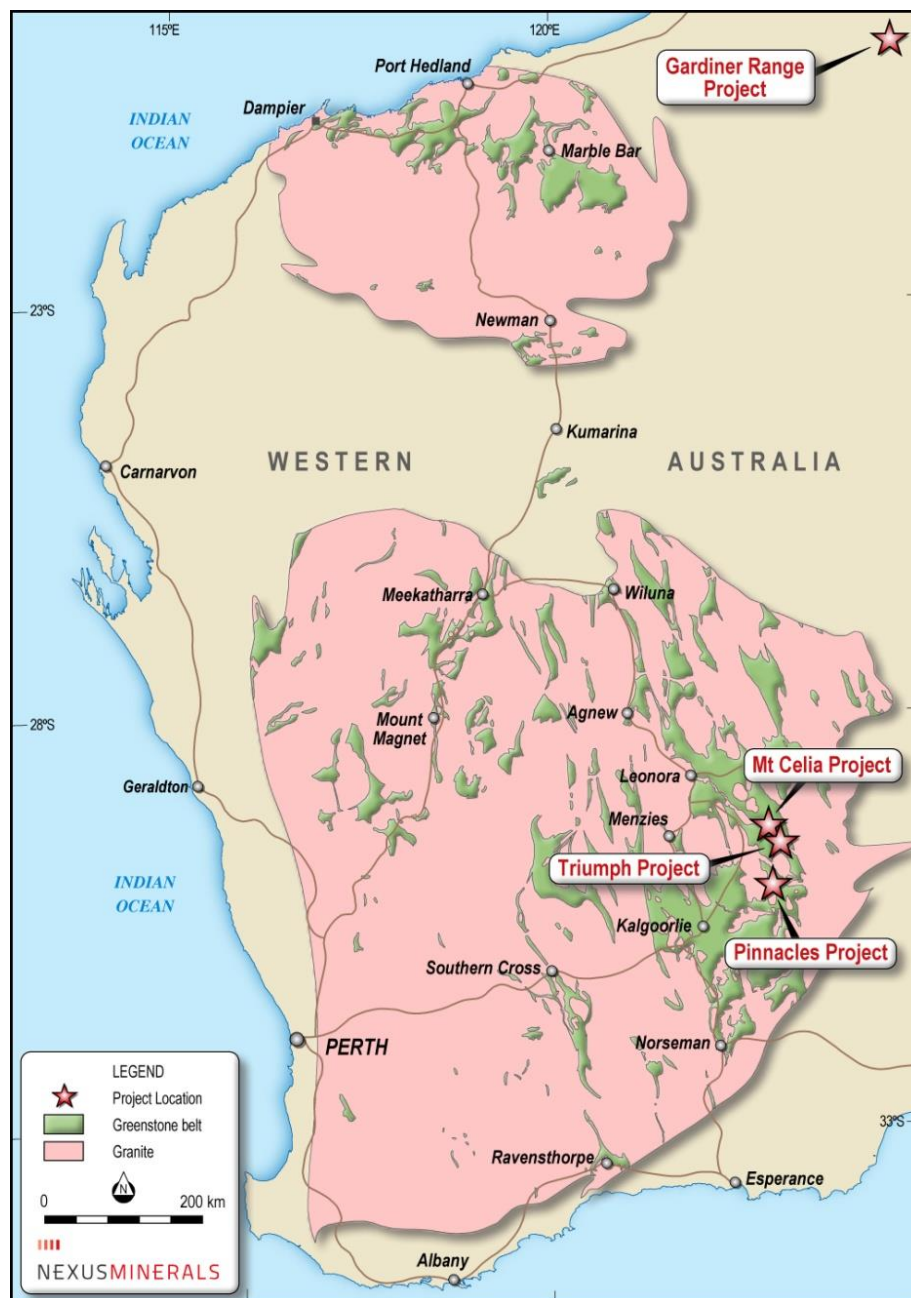 115ºE
120ºE
Port Hedland
Gardiner Range
Project
Dampier
INDIAN
OCEAN
Marble Bar
23ºS
Newman
Kumarina
WESTERN
AUSTRALIA
Carnarvon
Meekatharra
Wiluna
Mount
Magnet
Agnew
28ºS
Mt Celia Project
Leonora
Geraldton
Menzies
Triumph Project
INDIAN
OCEAN
Kalgoorlie
Pinnacles Project
Southern Cross
PERTH
Norseman
LEGEND
Project Location
Greenstone belt
Granite
N
0 200 km
NEXUSMINERALS
33ºS
Ravensthorpe
Esperance
Albany